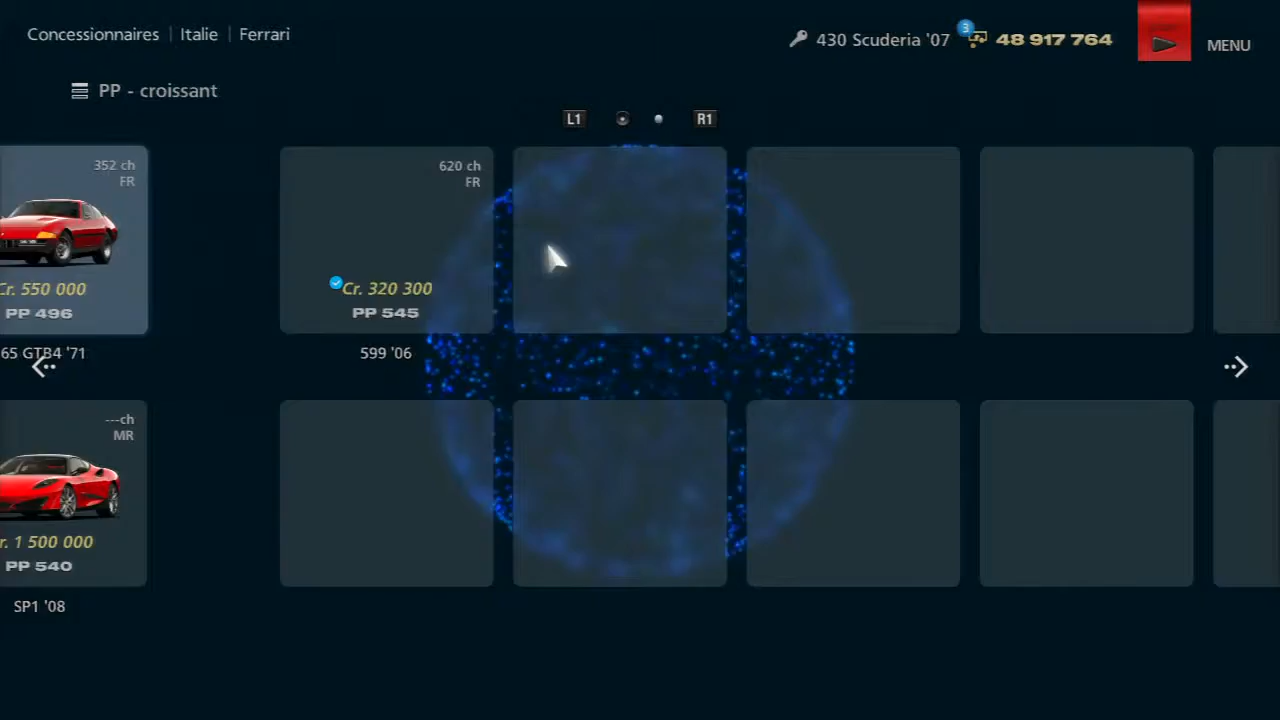 Concessionnaires | Italie | Ferrari
430 Scuderia '07
3
48 917 764
MENU
PP - croissant
L1
R1
352 ch
FR
Cr. 550 000
PP 496
65 GTB4 '71
620 ch
FR
Cr. 320 300
PP 545
599 '06
---ch
MR
r. 1 500 000
PP 540
SP1 '08